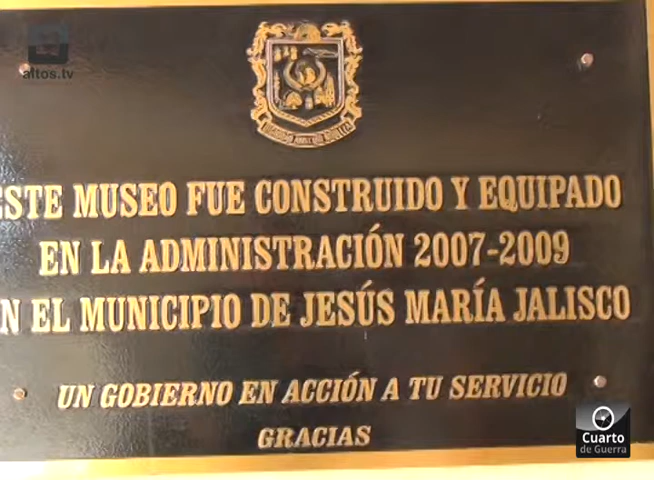 altos.tv
ESTE MUSEO FUE CONSTRUIDO Y EQUIPADO
EN LA ADMINISTRACIÓN 2007-2009
N EL MUNICIPIO DE JESÚS MARÍA JALISCO
UN GOBIERNO EN ACCIÓN A TU SERVICIO
GRACIAS
Cuarto
de Guerra